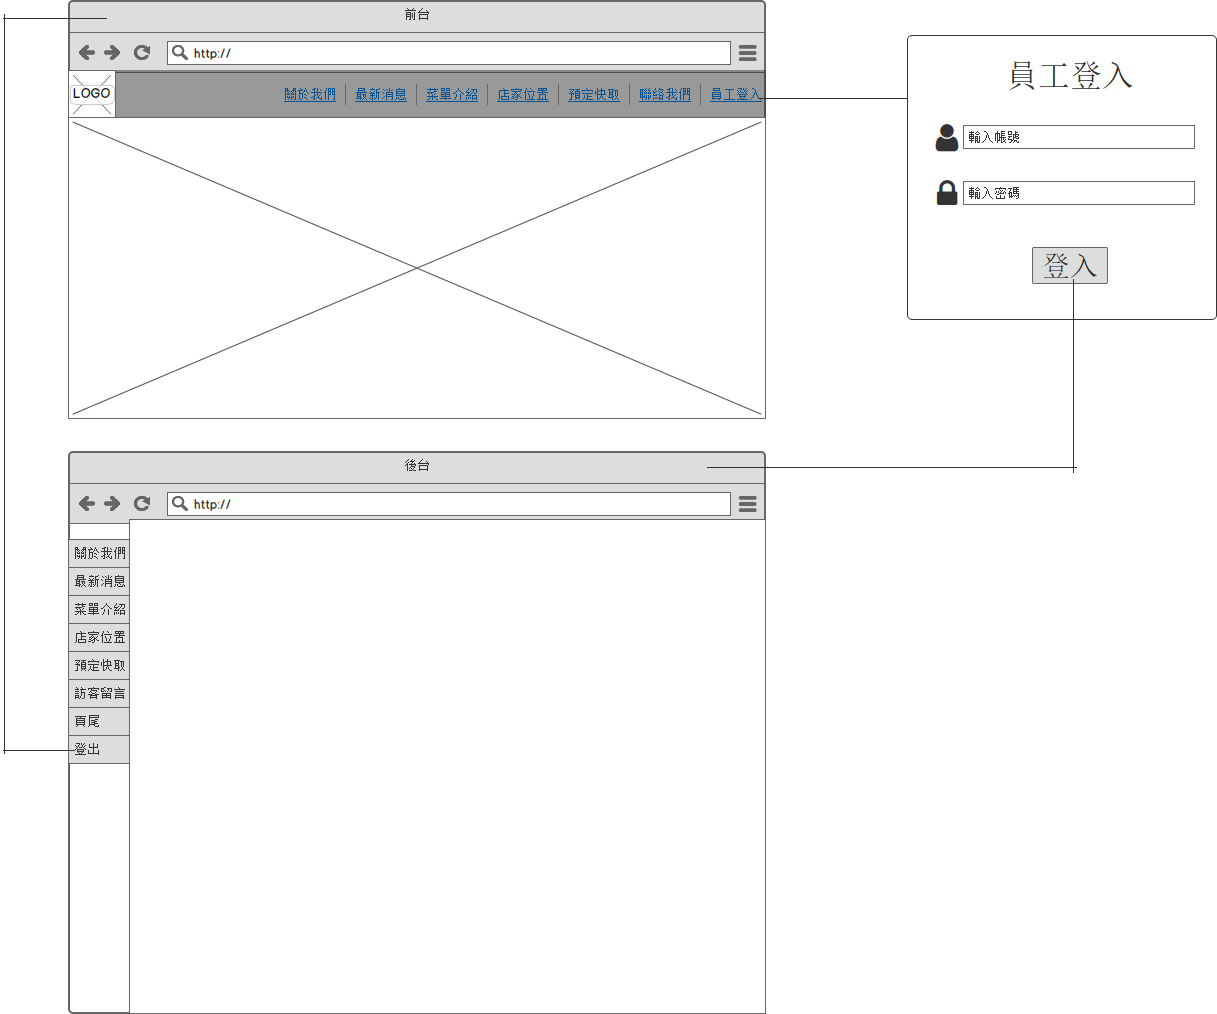 前台
http://
LOGO
關於我們 最新消息 菜單介紹 店家位置 預定快取 聯絡我們 員工登入
員工登入
輸入帳號
輸入密碼
登入
後台
http://
關於我們
最新消息
菜單介紹
店家位置
預定快取
訪客留言
頁尾
登出